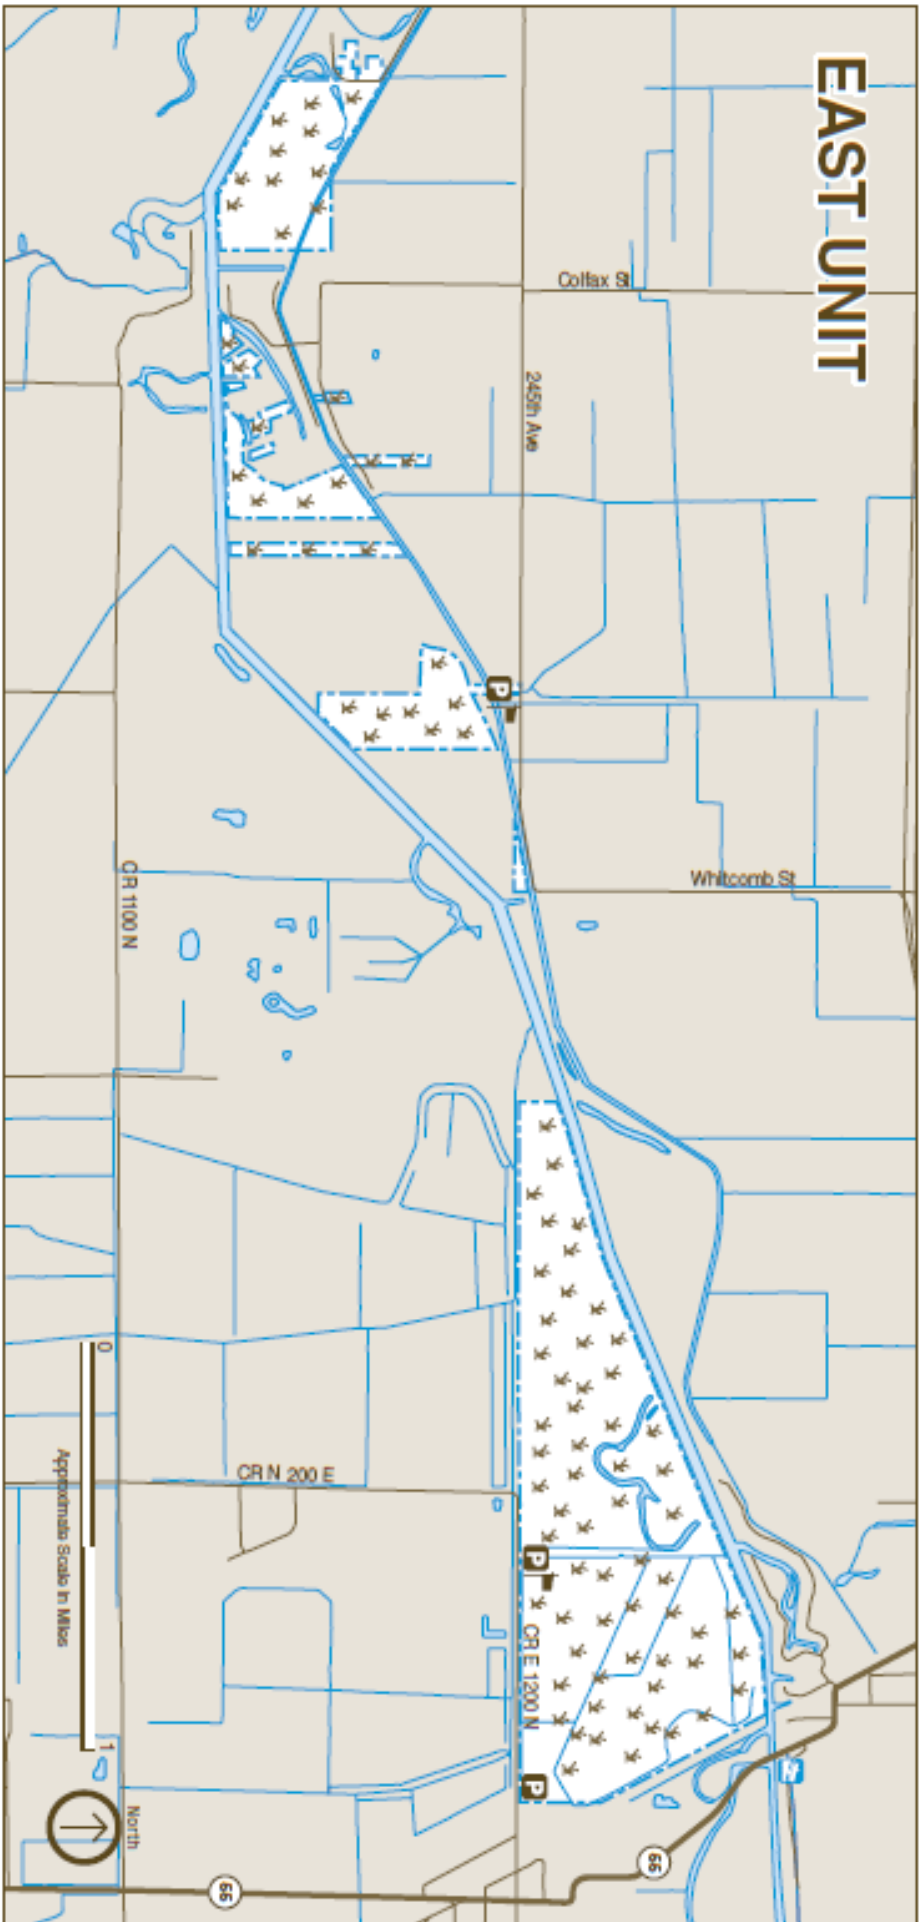 EAST UNIT
Colfax St
245th Ave
P
Whitcomb St
CR 1100 N
0
Approximate Scale in Miles
1
CR N 200 E
P
CR E 1200 N
P
North
55
55